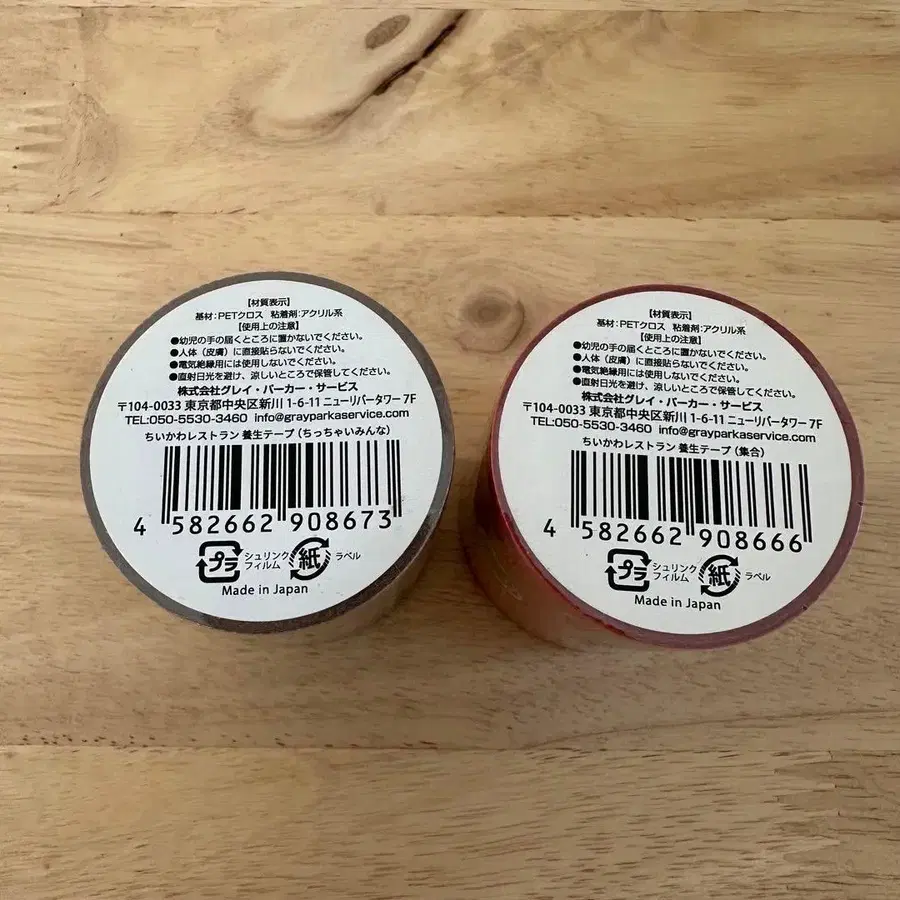 【材質表示】
基材:PETクロス 粘着剤:アクリル系
【使用上の注意】
●幼児の手の届くところに置かないでください。
●人体（皮膚）に直接貼らないでください。
●電気絶縁用には使用しないでください。
●直射日光を避け、涼しいところで保管してください。
株式会社グレイ・パーカー・サービス
〒104-0033 東京都中央区新川 1-6-11 ニューリバータワー 7F
TEL:050-5530-3460 info@grayparkaservice.com
ちいかわレストラン 養生テープ（ちっちゃいみんな）
4 582662 908673
プラ シュリンクフィルム 紙 ラベル
Made in Japan
【材質表示】
基材:PETクロス 粘着剤:アクリル系
【使用上の注意】
●幼児の手の届くところに置かないでください。
●人体（皮膚）に直接貼らないでください。
●電気絶縁用には使用しないでください。
●直射日光を避け、涼しいところで保管してください。
株式会社グレイ・パーカー・サービス
〒104-0033 東京都中央区新川 1-6-11 ニューリバータワー 7F
TEL:050-5530-3460 info@grayparkaservice.com
ちいかわレストラン 養生テープ（集合）
4 582662 908666
プラ シュリンクフィルム 紙 ラベル
Made in Japan